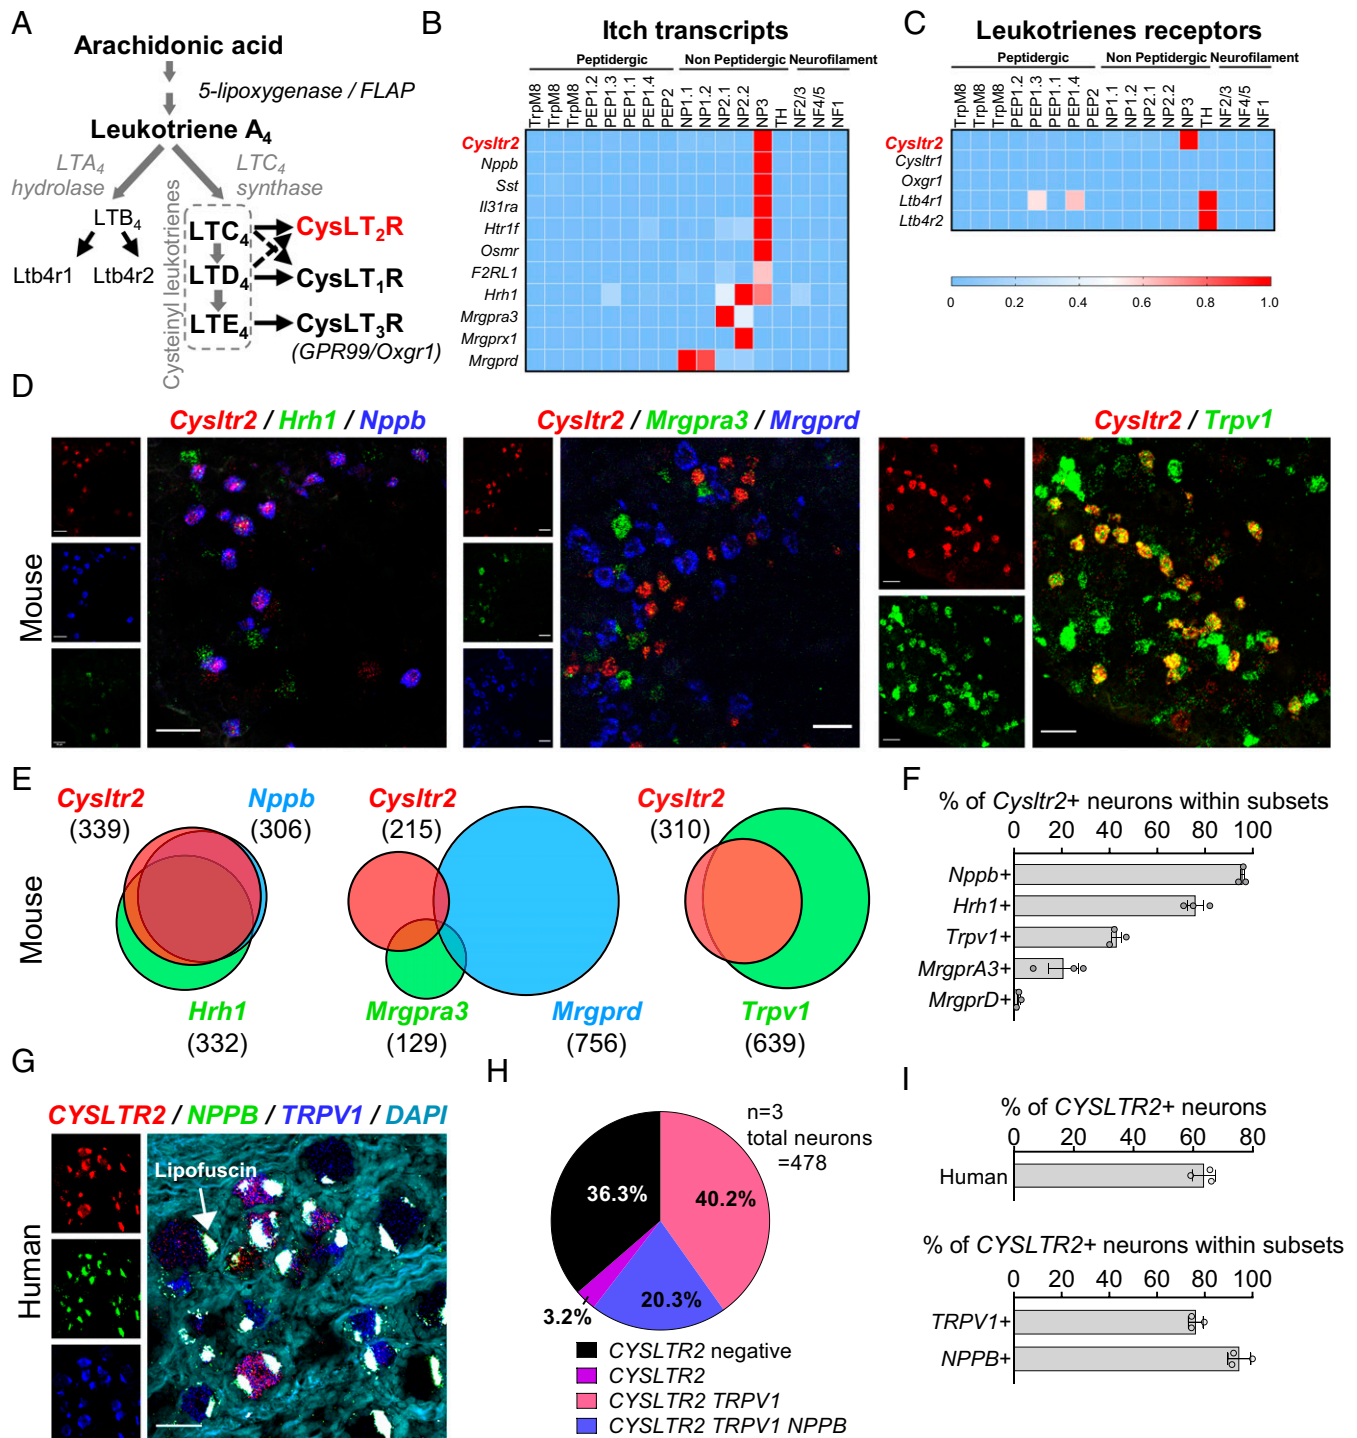 A
Arachidonic acid
5-lipoxygenase / FLAP
Leukotriene A4
LTA4 hydrolase
LTC4 synthase
Cysteinyl leukotrienes
LTB4
Ltb4r1 Ltb4r2
LTC4
CysLT2R
LTD4
CysLT1R
LTE4
CysLT3R
(GPR99/Oxgr1)
B
Itch transcripts
Peptidergic Non Peptidergic Neurofilament
TrpM8 TrpM8 TrpM8 PEP1.2 PEP1.3 PEP1.1 PEP1.4 PEP2 NP1.1 NP1.2 NP2.1 NP2.2 NP3 TH NF2/3 NF4/5 NF1
Cysltr2
Nppb
Sst
Il31ra
Htr1f
Osmr
F2RL1
Hrh1
Mrgpra3
Mrgprx1
Mrgprd
C
Leukotrienes receptors
Peptidergic Non Peptidergic Neurofilament
TrpM8 TrpM8 TrpM8 PEP1.2 PEP1.3 PEP1.1 PEP1.4 PEP2 NP1.1 NP1.2 NP2.1 NP2.2 NP3 TH NF2/3 NF4/5 NF1
Cysltr2
Cysltr1
Oxgr1
Ltb4r1
Ltb4r2
0 0.2 0.4 0.6 0.8 1.0
D
Mouse
Cysltr2 / Hrh1 / Nppb
Cysltr2 / Mrgpra3 / Mrgprd
Cysltr2 / Trpv1
E
Mouse
Cysltr2 (339)
Nppb (306)
Hrh1 (332)
Cysltr2 (215)
Mrgpra3 (129)
Mrgprd (756)
Cysltr2 (310)
Trpv1 (639)
F
% of Cysltr2+ neurons within subsets
0 20 40 60 80 100
Nppb+
Hrh1+
Trpv1+
MrgprA3+
MrgprD+
G
Human
CYSLTR2 / NPPB / TRPV1 / DAPI
Lipofuscin
H
n=3
total neurons
=478
36.3%
40.2%
3.2%
20.3%
CYSLTR2 negative
CYSLTR2
CYSLTR2 TRPV1
CYSLTR2 TRPV1 NPPB
I
% of CYSLTR2+ neurons
0 20 40 60 80
Human
% of CYSLTR2+ neurons within subsets
0 20 40 60 80 100
TRPV1+
NPPB+